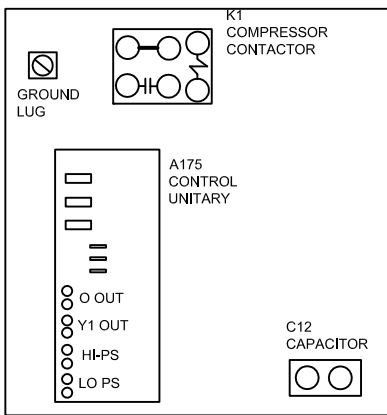 K1
COMPRESSOR
CONTACTOR
GROUND
LUG
A175
CONTROL
UNITARY
O OUT
Y1 OUT
HI-PS
LO PS
C12
CAPACITOR